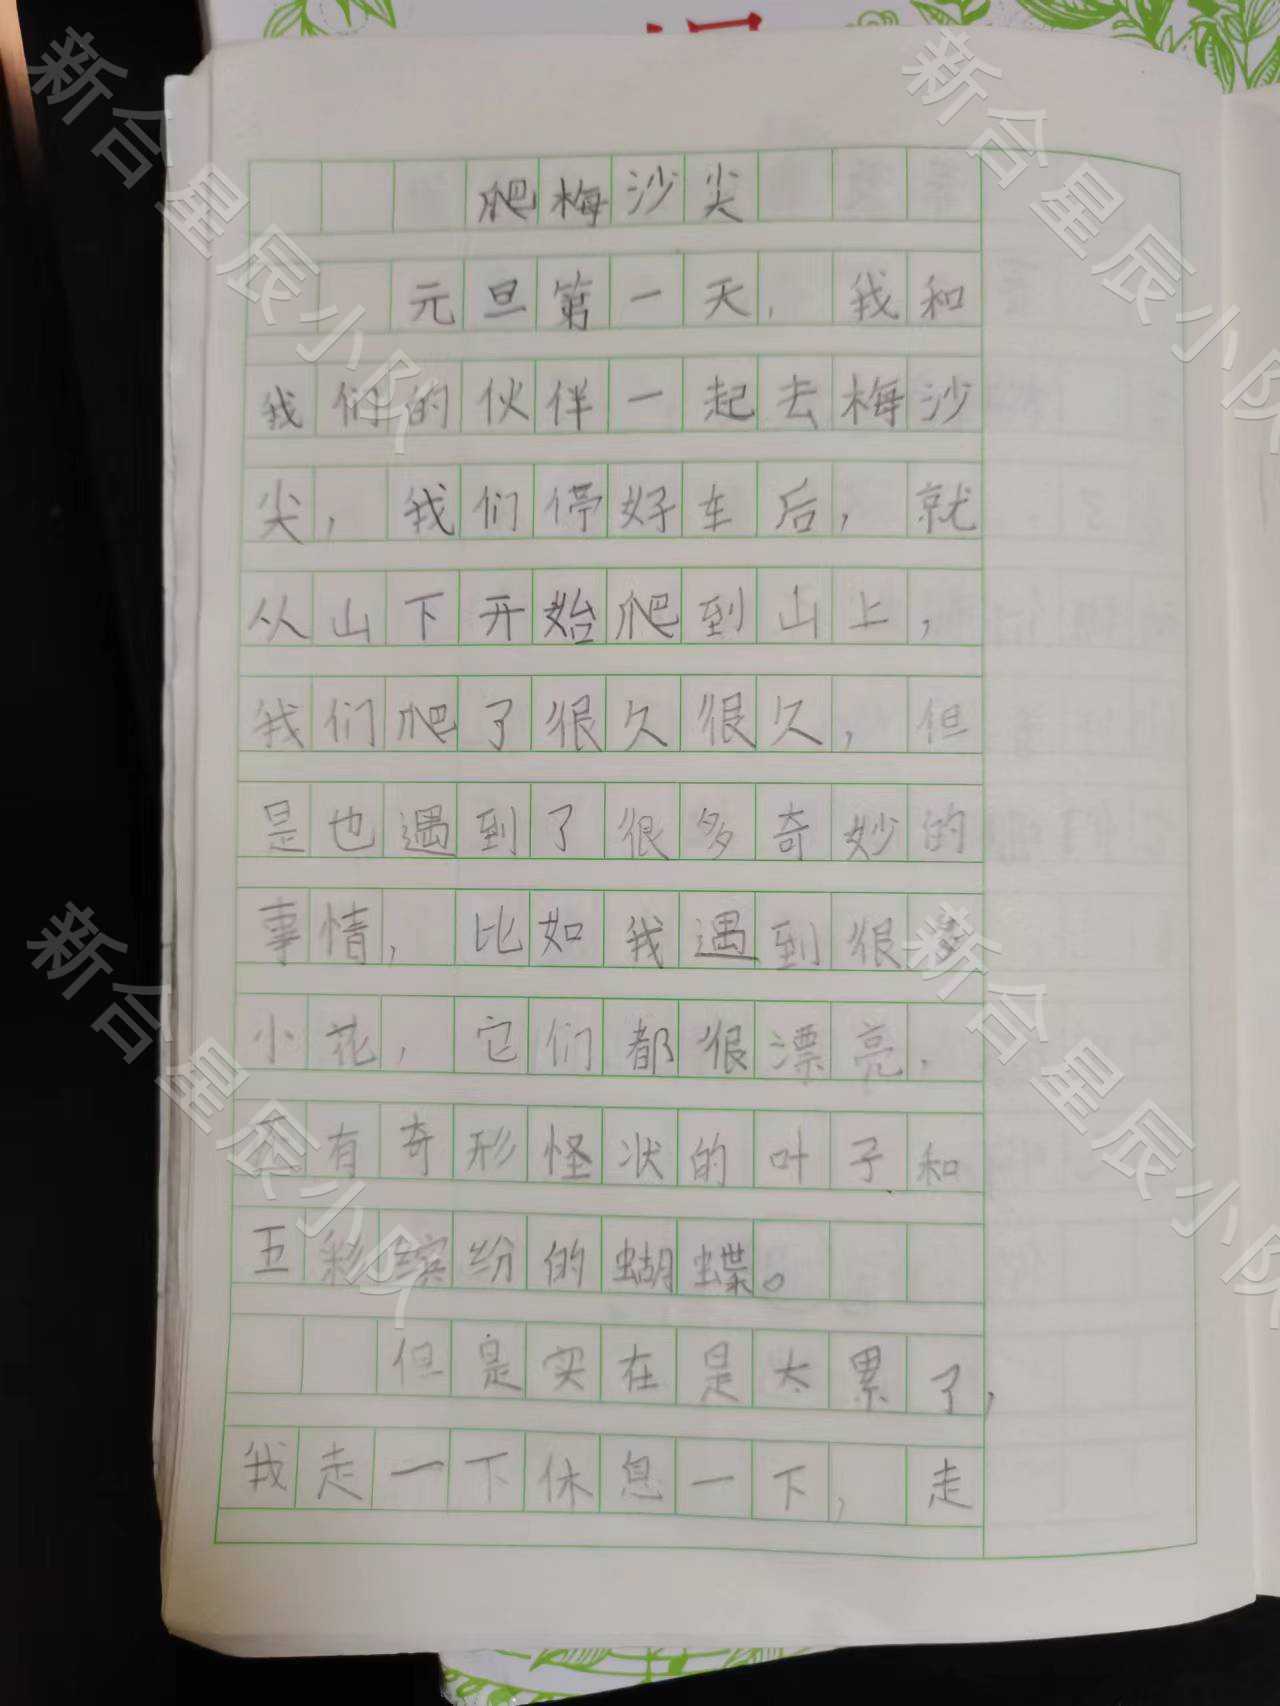 爬梅沙尖
元旦第一天，我和
我们的伙伴一起去梅沙
尖，我们停好车后，就
从山下开始爬到山上，
我们爬了很久很久，但
是也遇到了很多奇妙的
事情，比如我遇到很多
小花，它们都很漂亮.
还有奇形怪状的叶子和
五彩缤纷的蝴蝶。
但是实在是太累了，
我走一下休息一下，走
新合星辰小队
新合星辰小队
新合星辰小队
新合星辰小队